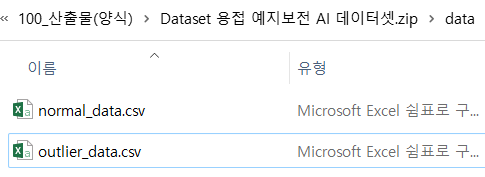 « 100_산출물(양식) > Dataset 용접 예지보전 AI 데이터셋.zip > data
이름 유형
normal_data.csv Microsoft Excel 쉼표로 구...
outlier_data.csv Microsoft Excel 쉼표로 구...